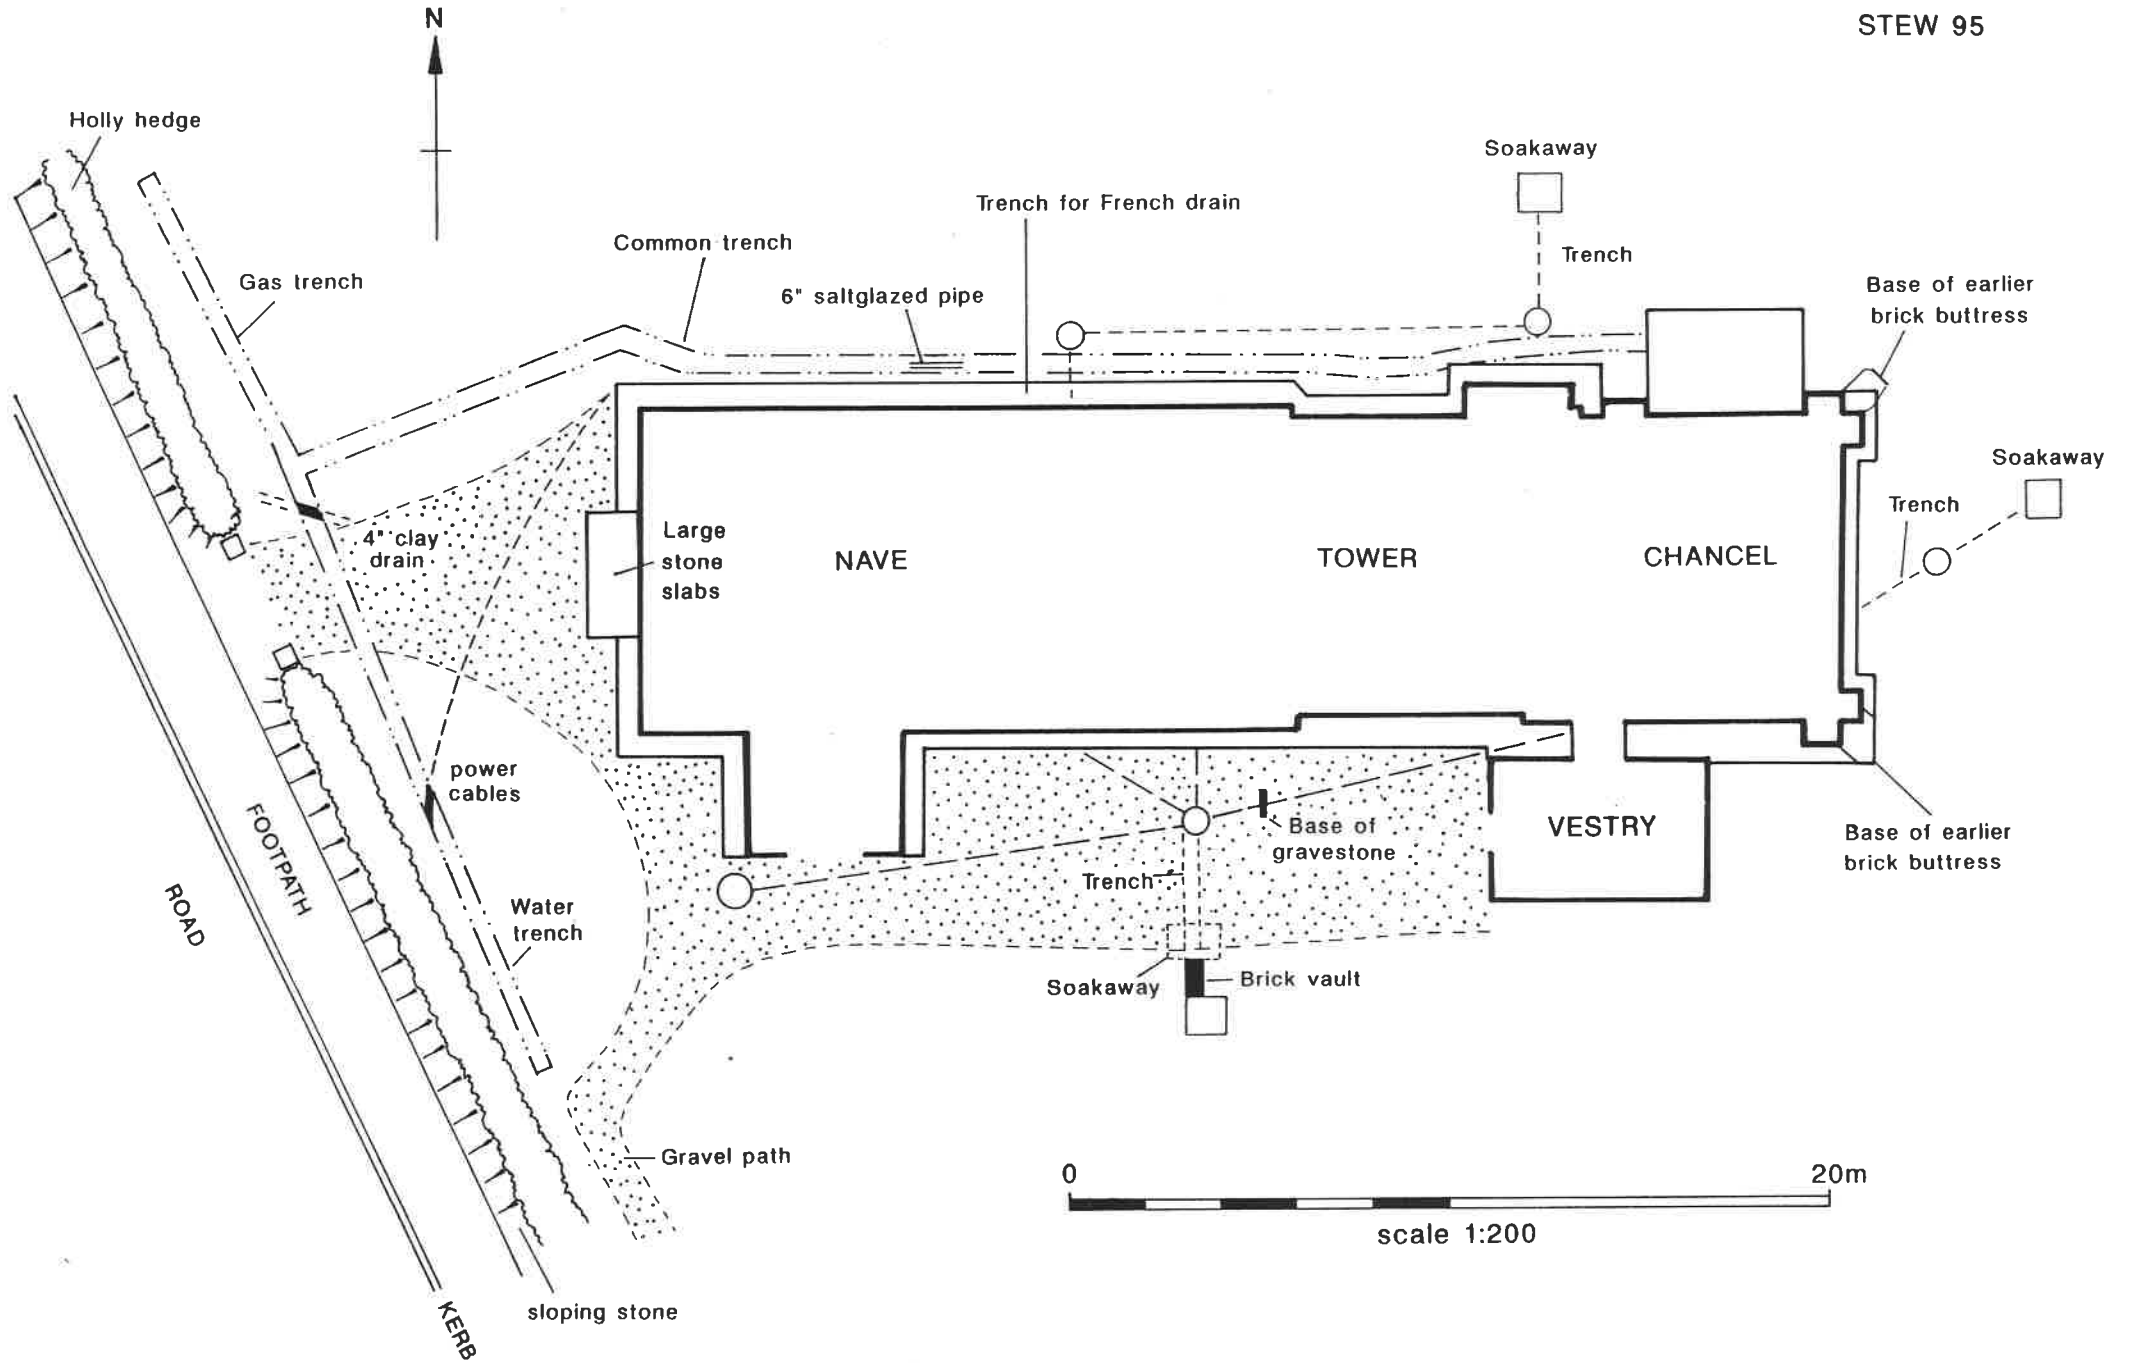 STEW 95
N
Holly hedge
Soakaway
Trench for French drain
Common trench
Trench
Gas trench
6" saltglazed pipe
Base of earlier
brick buttress
Soakaway
Trench
4" clay
drain
Large
stone
slabs
NAVE
TOWER
CHANCEL
power
cables
FOOTPATH
ROAD
Water
trench
Base of
gravestone
Trench
VESTRY
Base of earlier
brick buttress
Soakaway
Brick vault
Gravel path
0
20m
scale 1:200
sloping stone
KERB